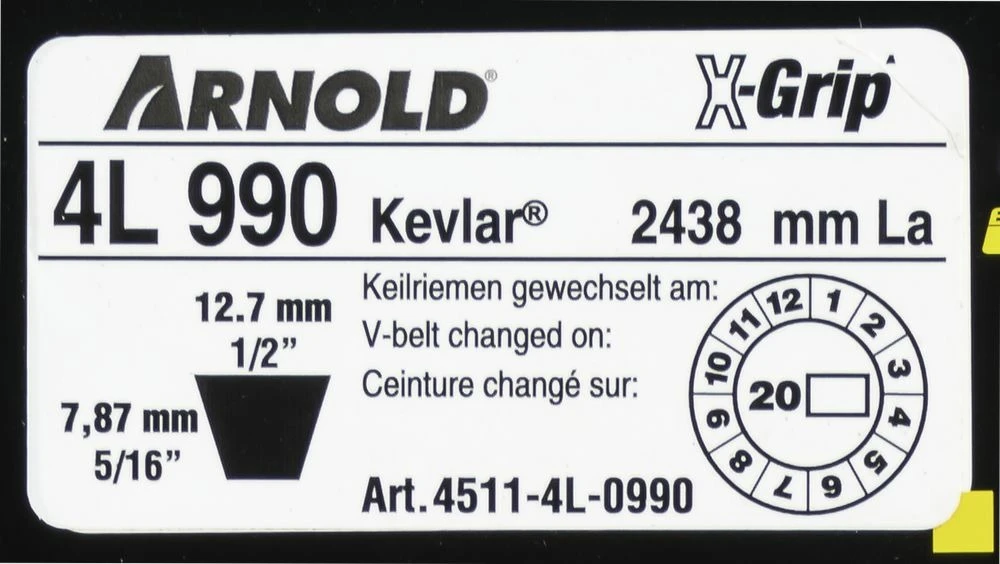 ARNOLD®
X-Grip
4L 990 Kevlar® 2438 mm La
12.7 mm
1/2”
7,87 mm
5/16”
Keilriemen gewechselt am:
V-belt changed on:
Ceinture changé sur:
Art.4511-4L-0990
1
2
3
4
5
6
7
8
9
10
11
12
20